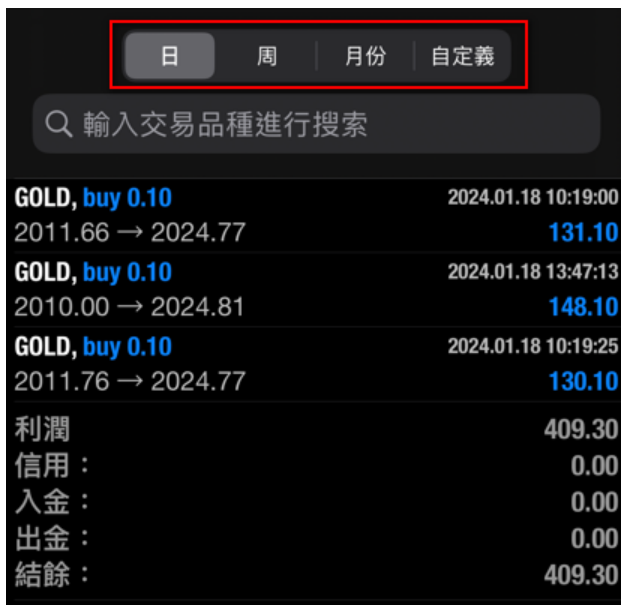 日 周 月份 自定義
輸入交易品種進行搜索
GOLD, buy 0.10 2024.01.18 10:19:00
2011.66 → 2024.77 131.10
GOLD, buy 0.10 2024.01.18 13:47:13
2010.00 → 2024.81 148.10
GOLD, buy 0.10 2024.01.18 10:19:25
2011.76 → 2024.77 130.10
利潤 409.30
信用： 0.00
入金： 0.00
出金： 0.00
結餘： 409.30